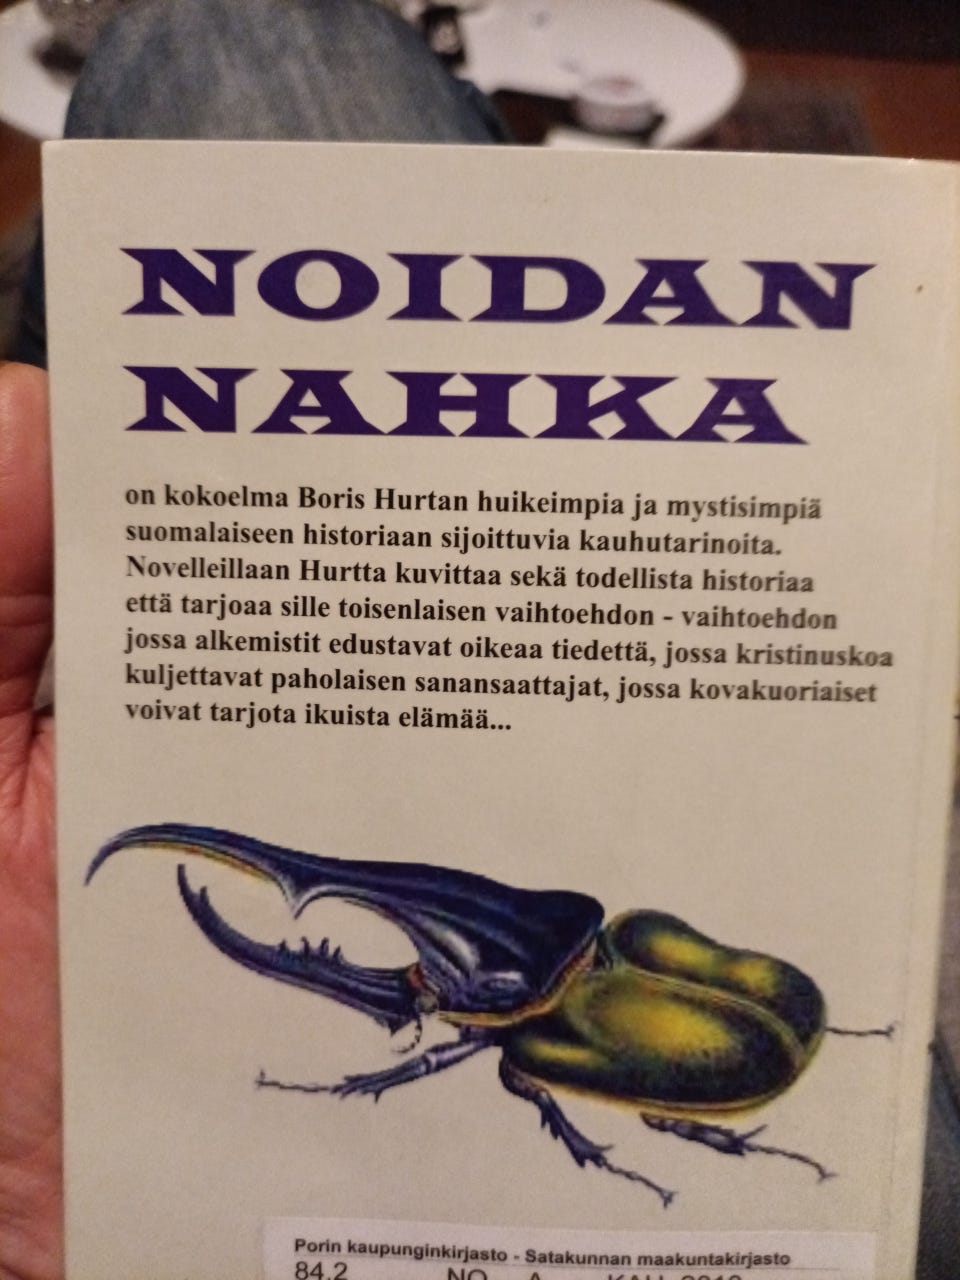 NOIDAN
NAHKA
on kokoelma Boris Hurtan huikeimpia ja mystisimpiä
suomalaiseen historiaan sijoittuvia kauhutarinoita.
Novelleillaan Hurtta kuvittaa sekä todellista historiaa
että tarjoaa sille toisenlaisen vaihtoehdon - vaihtoehdon
jossa alkemistit edustavat oikeaa tiedettä, jossa kristinuskoa
kuljettavat paholaisen sanansaattajat, jossa kovakuoriaiset
voivat tarjota ikuista elämää...
Porin kaupunginkirjasto - Satakunnan maakuntakirjasto
84.2 NO A KAU